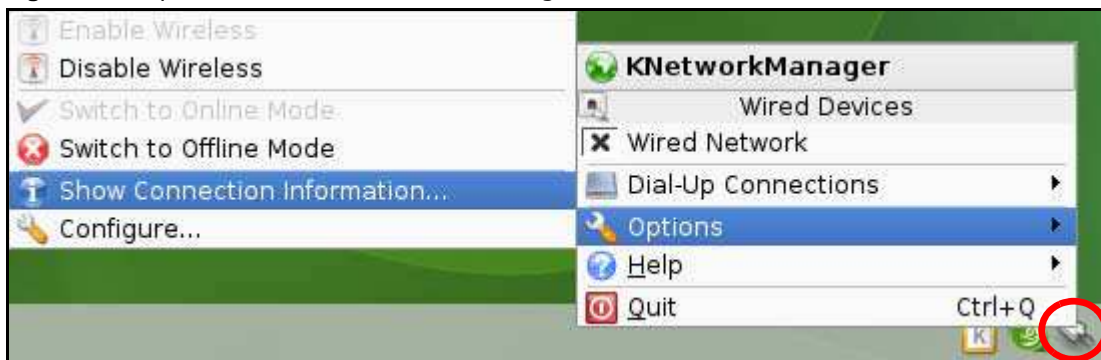 Enable Wireless
Disable Wireless
Switch to Online Mode
Switch to Offline Mode
Show Connection Information...
Configure...
KNetworkManager
Wired Devices
Wired Network
Dial-Up Connections
Options
Help
Quit Ctrl+Q
K